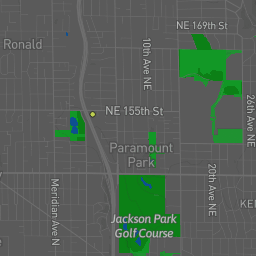 NE 169th St
Ronald
10th Ave NE
26th Ave NE
NE 155th St
Paramount
Park
Meridian Ave N
20th Ave NE
KE
Jackson Park
Golf Course